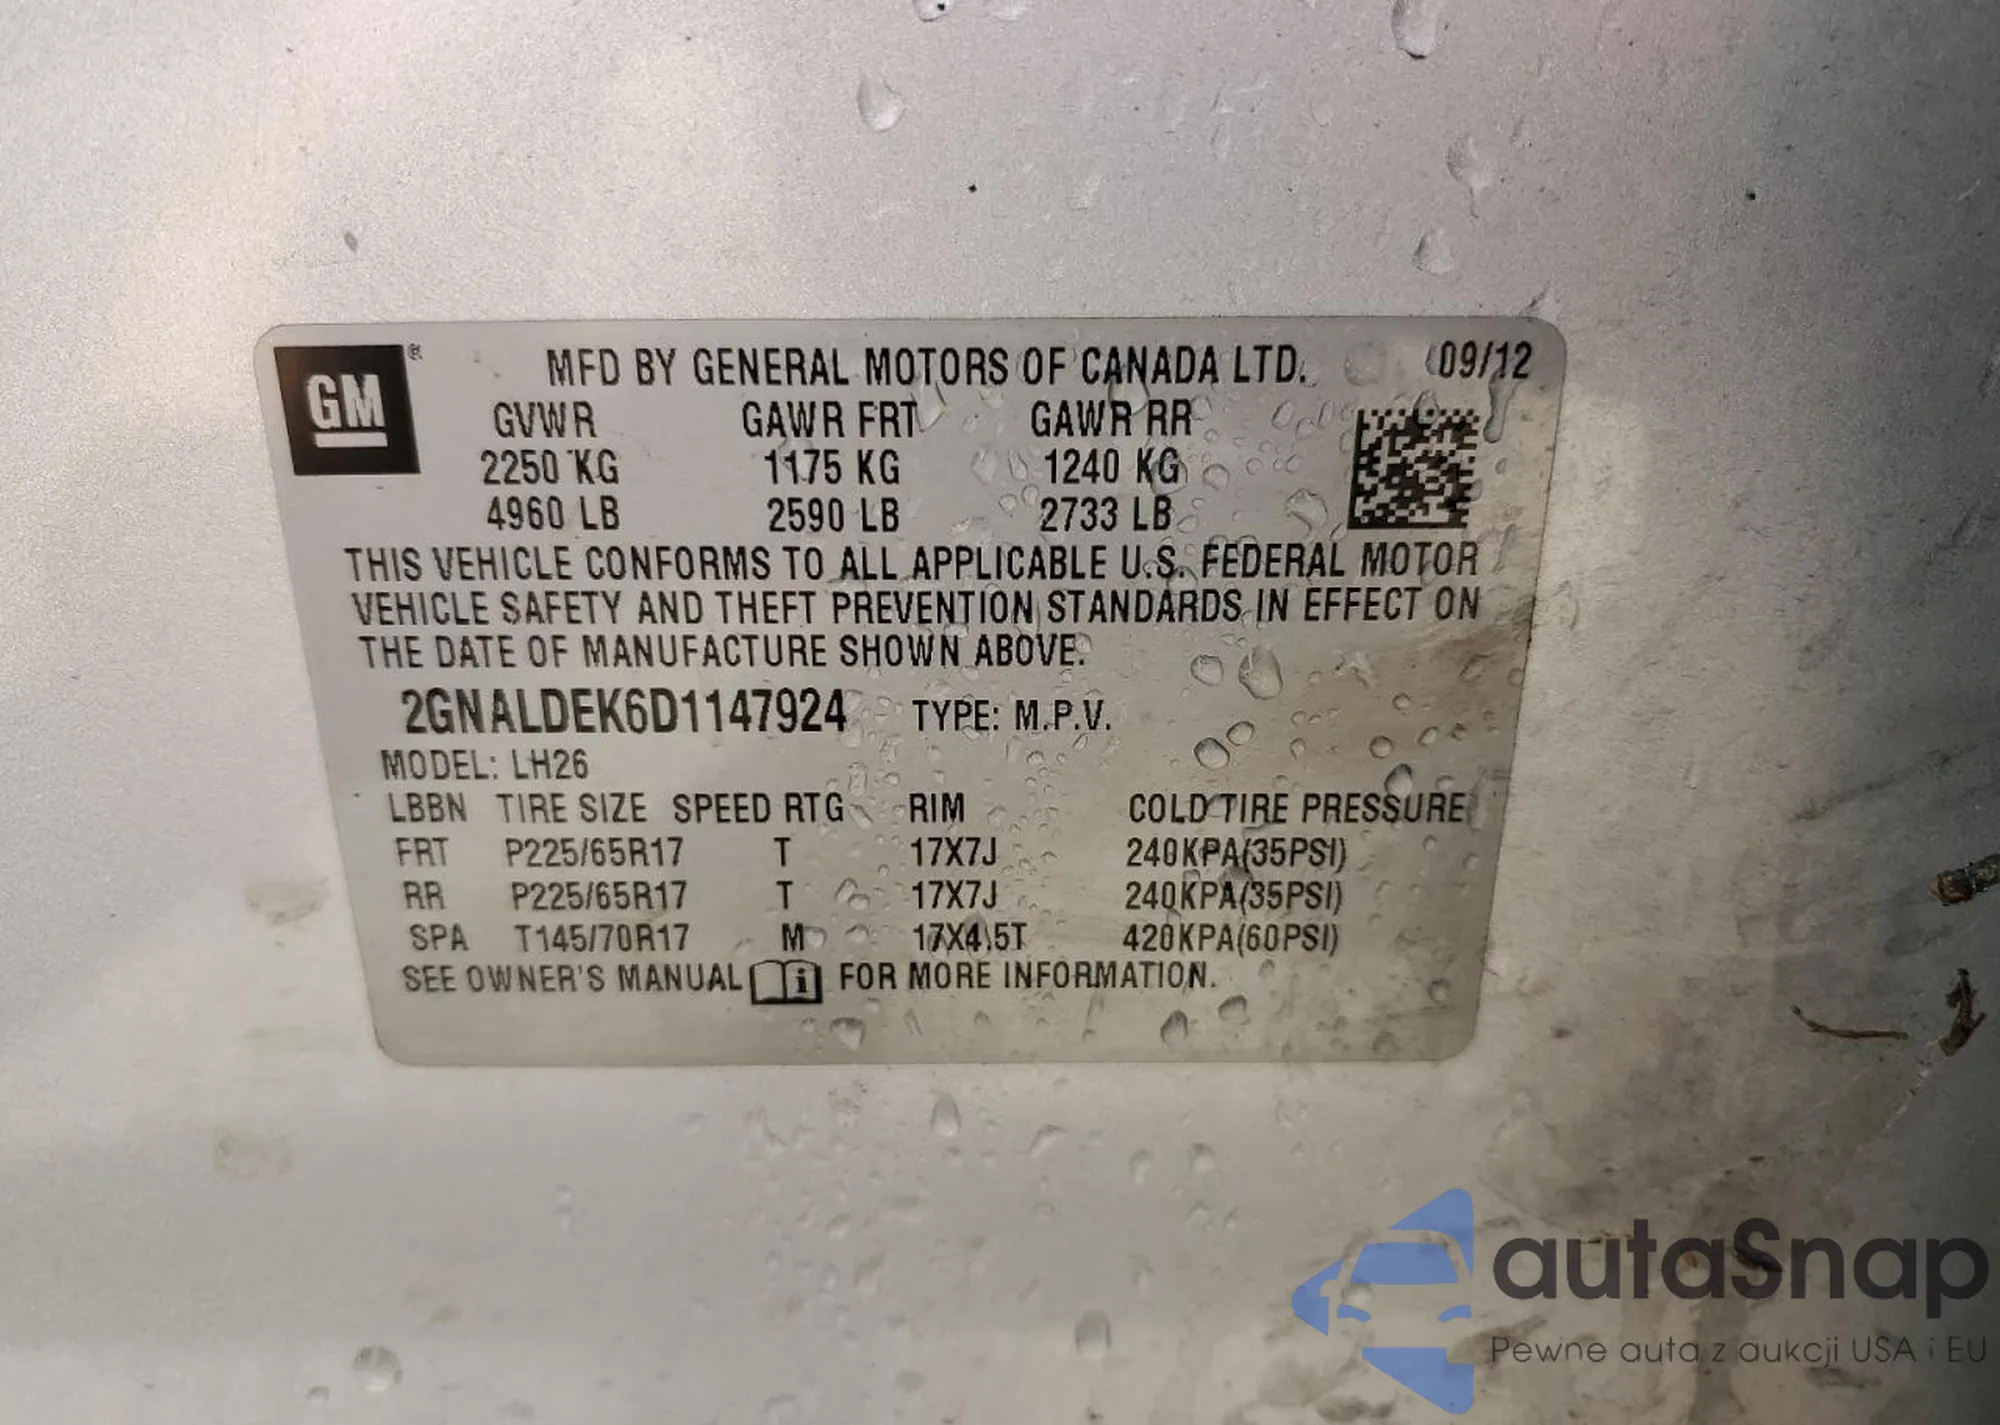 GM ®
MFD BY GENERAL MOTORS OF CANADA LTD. 09/12
GVWR GAWR FRT GAWR RR
2250 KG 1175 KG 1240 KG
4960 LB 2590 LB 2733 LB
THIS VEHICLE CONFORMS TO ALL APPLICABLE U.S. FEDERAL MOTOR
VEHICLE SAFETY AND THEFT PREVENTION STANDARDS IN EFFECT ON
THE DATE OF MANUFACTURE SHOWN ABOVE.
2GNALDEK6D1147924 TYPE: M.P.V.
MODEL: LH26
LBBN TIRE SIZE SPEED RTG RIM COLD TIRE PRESSURE
FRT P225/65R17 T 17X7J 240KPA(35PSI)
RR P225/65R17 T 17X7J 240KPA(35PSI)
SPA T145/70R17 M 17X4.5T 420KPA(60PSI)
SEE OWNER'S MANUAL i FOR MORE INFORMATION.
autaSnap
Pewne auta z aukcji USA i EU